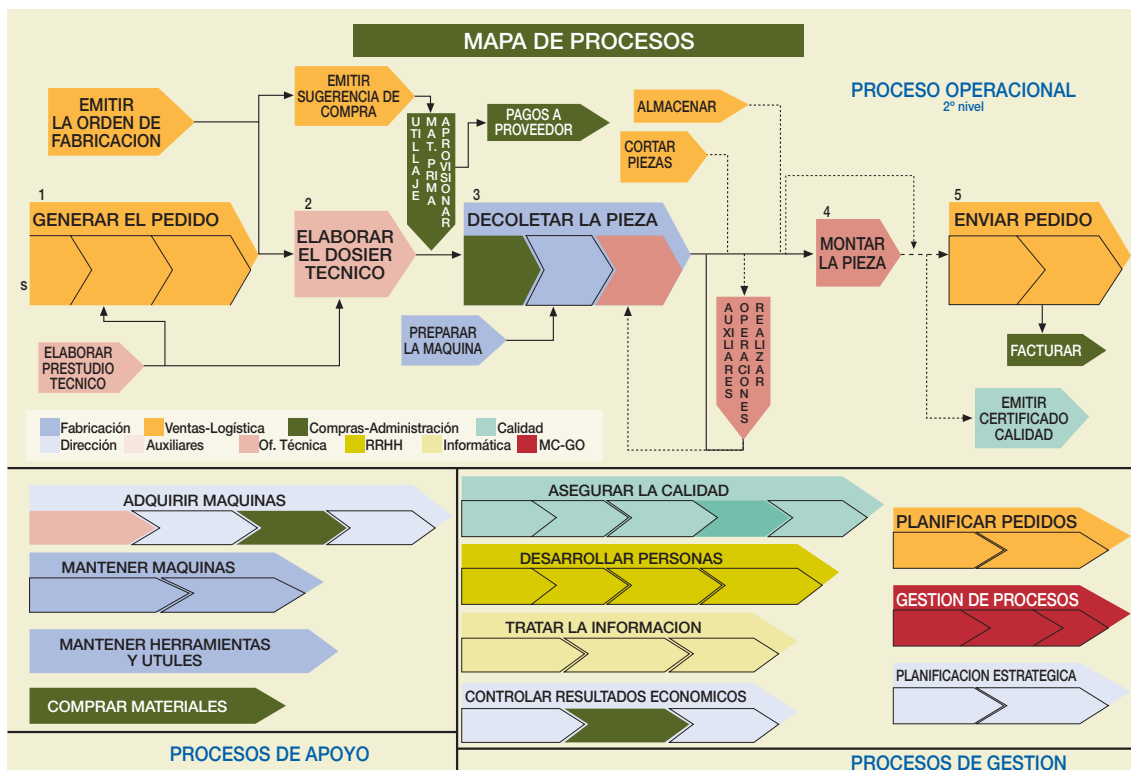 MAPA DE PROCESOS
PROCESO OPERACIONAL
2º nivel
EMITIR
LA ORDEN DE
FABRICACION
EMITIR
SUGERENCIA DE
COMPRA
APROVISIONAR
MAT. PRIMA
UTILLAJE
PAGOS A
PROVEEDOR
ALMACENAR
CORTAR
PIEZAS
1
GENERAR EL PEDIDO
S
2
ELABORAR
EL DOSIER
TECNICO
3
DECOLETAR LA PIEZA
4
MONTAR
LA PIEZA
5
ENVIAR PEDIDO
ELABORAR
PRESTUDIO
TECNICO
PREPARAR
LA MAQUINA
REALIZAR
OPERACIONES
AUXILARES
FACTURAR
EMITIR
CERTIFICADO
CALIDAD
Fabricación Ventas-Logística Compras-Administración Calidad
Dirección Auxiliares Of. Técnica RRHH Informática MC-GO
ADQUIRIR MAQUINAS
MANTENER MAQUINAS
MANTENER HERRAMIENTAS
Y UTULES
COMPRAR MATERIALES
PROCESOS DE APOYO
ASEGURAR LA CALIDAD
DESARROLLAR PERSONAS
TRATAR LA INFORMACION
CONTROLAR RESULTADOS ECONOMICOS
PLANIFICAR PEDIDOS
GESTION DE PROCESOS
PLANIFICACION ESTRATEGICA
PROCESOS DE GESTION